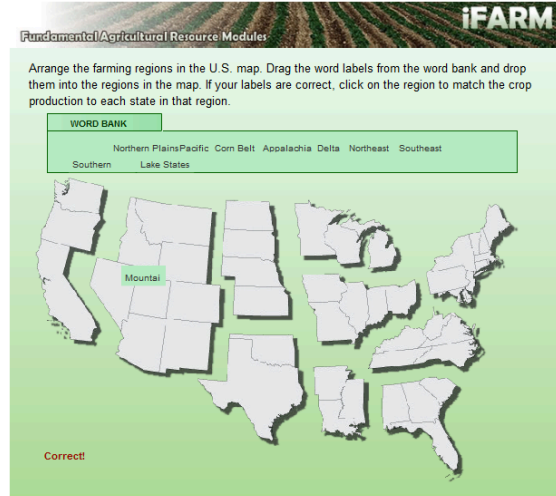 iFARM
Fundamental Agricultural Resource Modules
Arrange the farming regions in the U.S. map. Drag the word labels from the word bank and drop
them into the regions in the map. If your labels are correct, click on the region to match the crop
production to each state in that region.
WORD BANK
Northern PlainsPacific Corn Belt Appalachia Delta Northeast Southeast
Southern Lake States
Mountai
Correct!